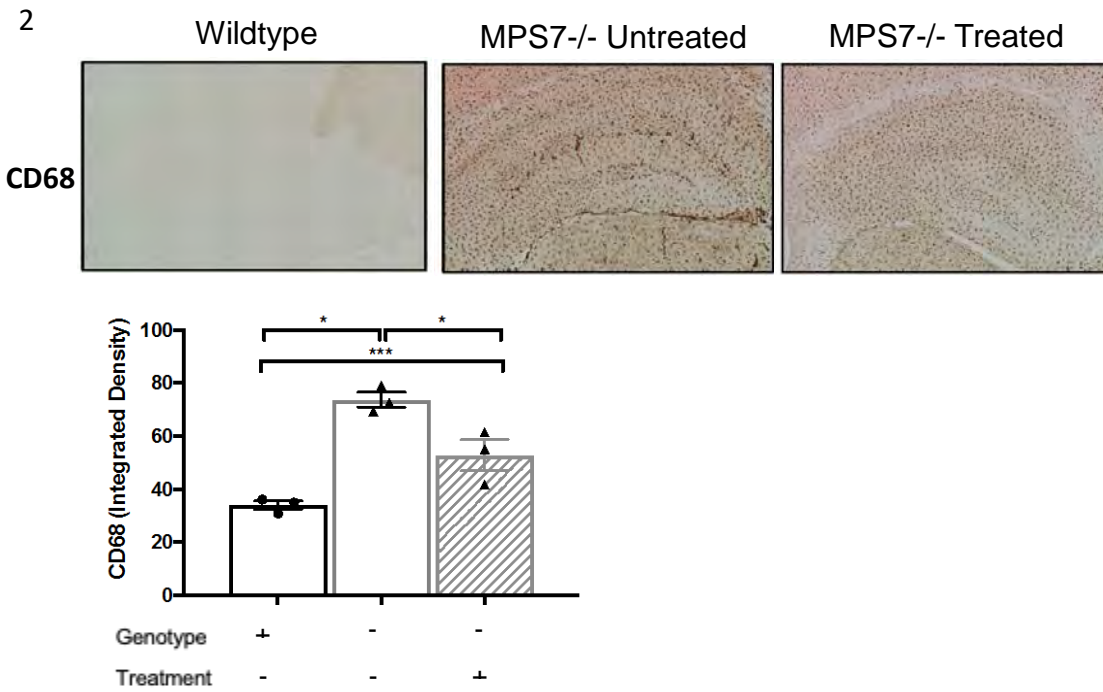 2
Wildtype MPS7-/- Untreated MPS7-/- Treated
CD68
* *
***
CD68 (Integrated Density)
100
80
60
40
20
0
Genotype + - -
Treatment - - +